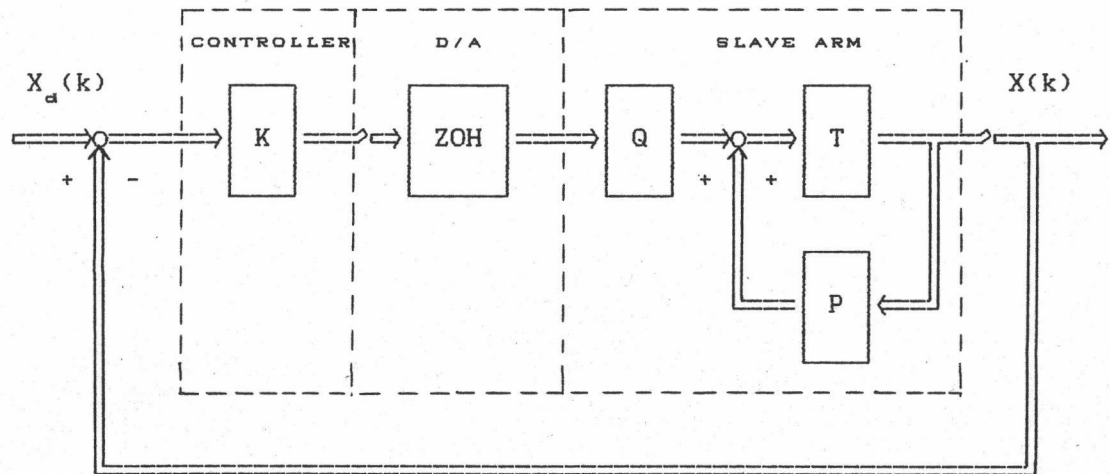 CONTROLLER D/A SLAVE ARM
X_d(k) X(k)
K ZOH Q T
+ - + +
P